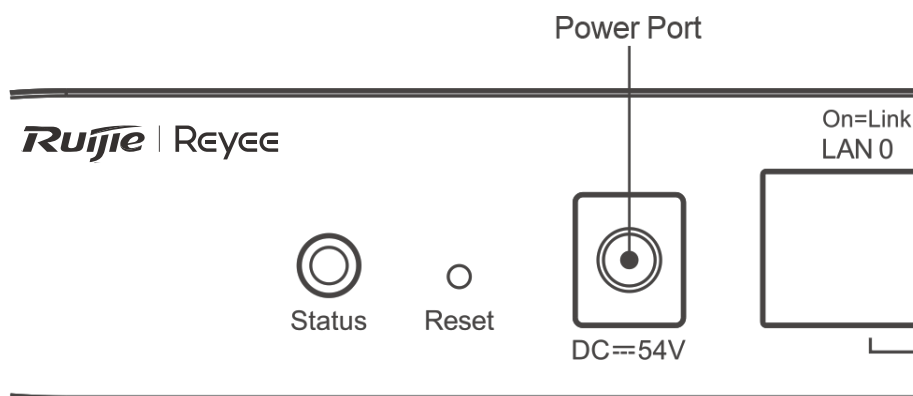 Power Port
On=Link
LAN 0
Ruijie | Reyee
Status
Reset
DC⎓54V